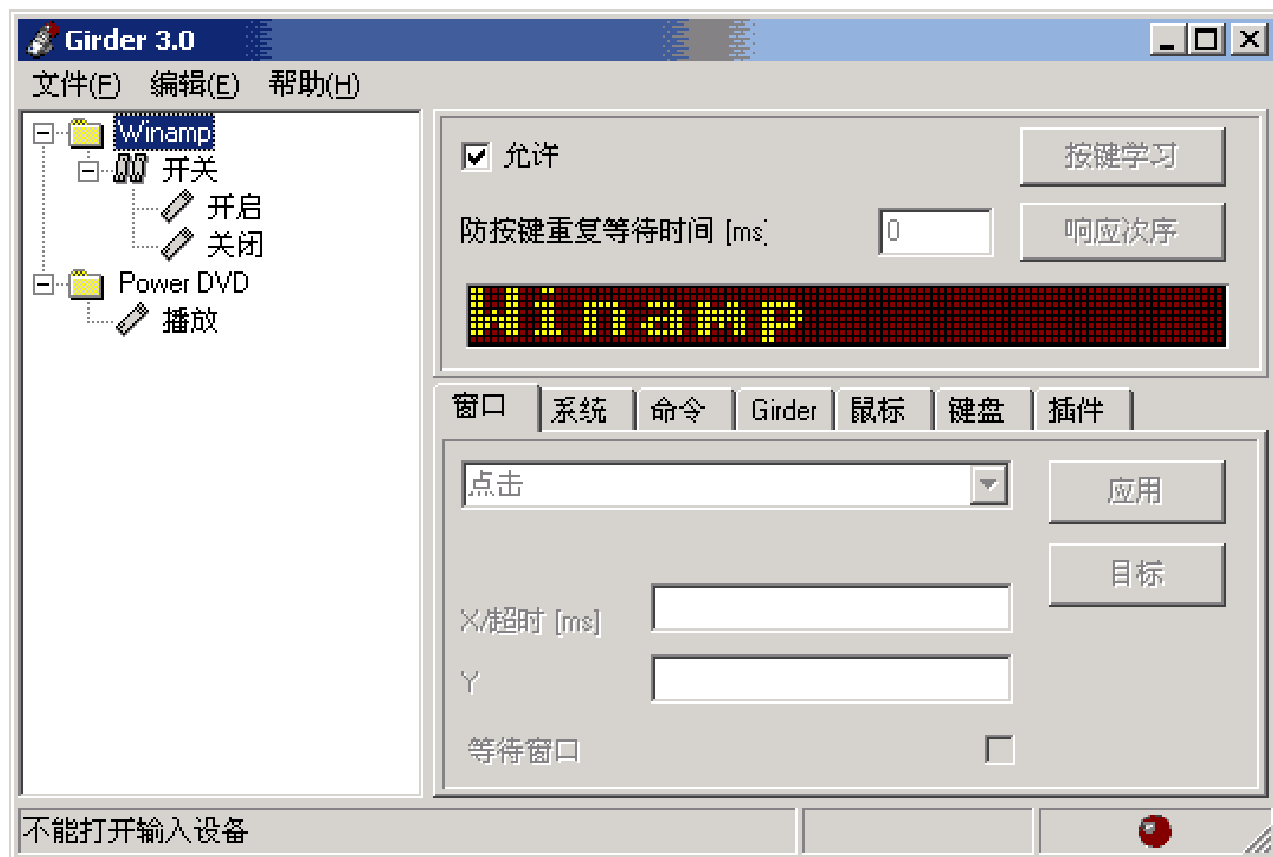 Girder 3.0
文件(F) 编辑(E) 帮助(H)
Winamp
开关
开启
关闭
Power DVD
播放
允许
按键学习
防按键重复等待时间 [ms]
0
响应次序
Winamp
窗口 系统 命令 Girder 鼠标 键盘 插件
点击
应用
目标
X/超时 [ms]
Y
等待窗口
不能打开输入设备